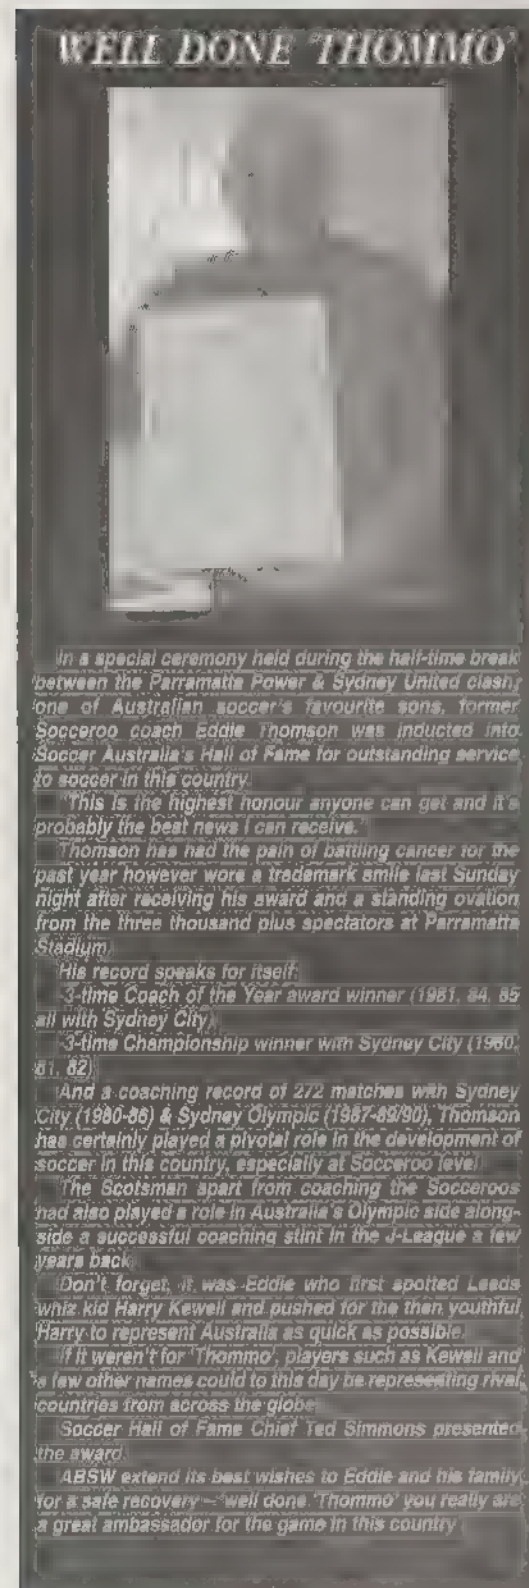 WELL DONE 'THOMMO'
In a special ceremony held during the half-time break
between the Parramatta Power & Sydney United clash,
one of Australian soccer's favourite sons, former
Socceroo coach Eddie Thomson was inducted into
Soccer Australia's Hall of Fame for outstanding service
to soccer in this country.
"This is the highest honour anyone can get and it's
probably the best news I can receive."
Thomson has had the pain of battling cancer for the
past year however wore a trademark smile last Sunday
night after receiving his award and a standing ovation
from the three thousand plus spectators at Parramatta
Stadium.
His record speaks for itself:
-3-time Coach of the Year award winner (1981, 84, 85
all with Sydney City)
-3-time Championship winner with Sydney City (1980,
81, 82)
And a coaching record of 272 matches with Sydney
City (1980-86) & Sydney Olympic (1987-89/90), Thomson
has certainly played a pivotal role in the development of
soccer in this country, especially at Socceroo level.
The Scotsman apart from coaching the Socceroos
had also played a role in Australia's Olympic side along-
side a successful coaching stint in the J-League a few
years back.
Don't forget, it was Eddie who first spotted Leeds
whiz kid Harry Kewell and pushed for the then youthful
Harry to represent Australia as quick as possible.
If it weren't for 'Thommo', players such as Kewell and
a few other names could to this day be representing rival
countries from across the globe.
Soccer Hall of Fame Chief Ted Simmons presented
the award.
ABSW extend its best wishes to Eddie and his family
for a safe recovery – well done 'Thommo' you really are
a great ambassador for the game in this country.